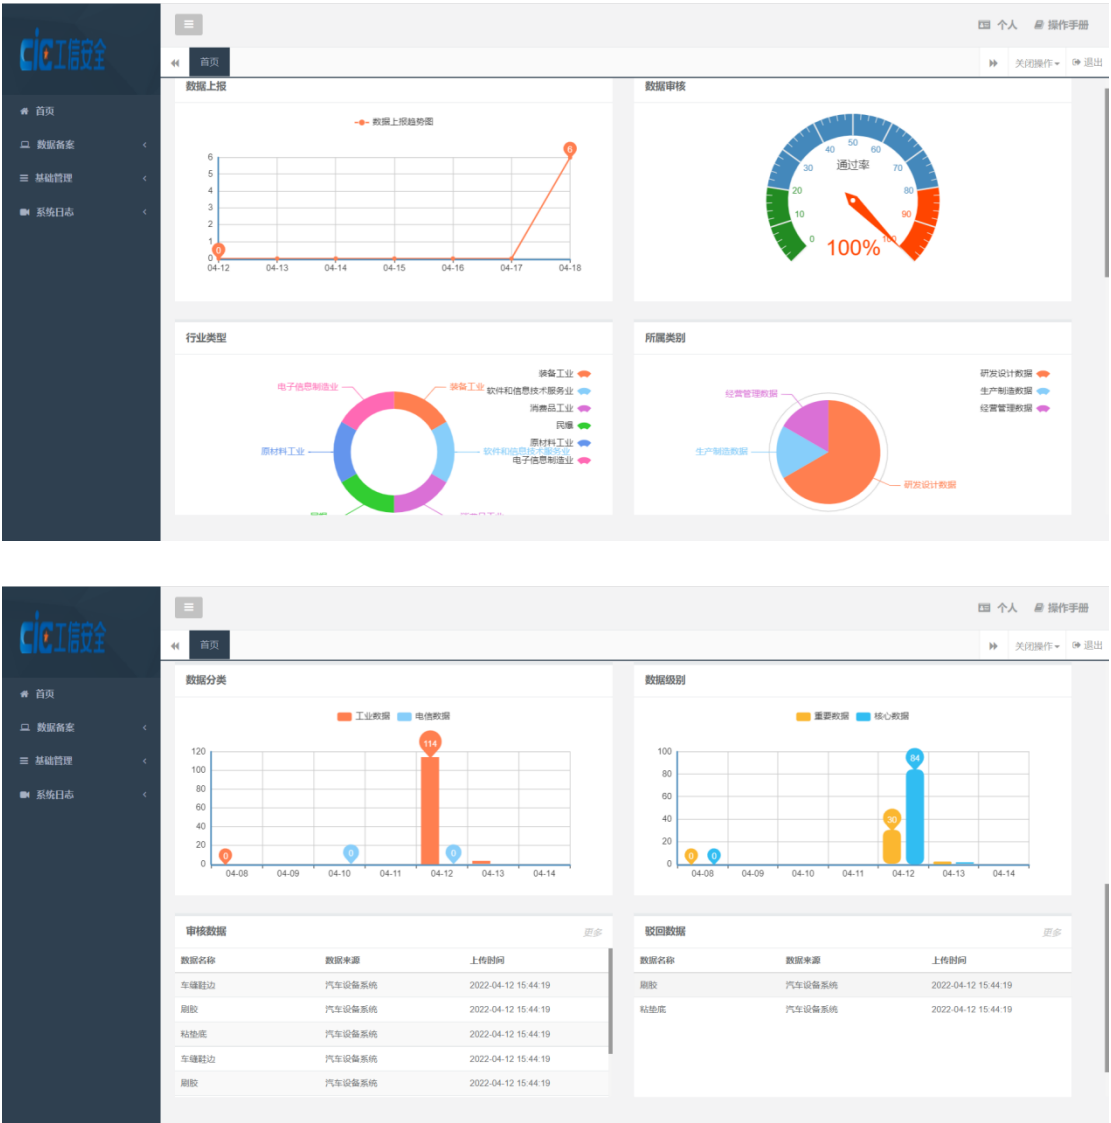 cic工信安全
个人 操作手册
首页
关闭操作 退出
首页
数据备案
基础管理
系统日志
数据上报
数据上报趋势图
6
5
4
3
2
1
0
0
6
04-12 04-13 04-14 04-15 04-16 04-17 04-18
数据审核
0 10 20 30 40 50 60 70 80 90 100
通过率
100%
行业类型
装备工业
软件和信息技术服务业
消费品工业
民爆
原材料工业
电子信息制造业
电子信息制造业
装备工业
原材料工业
软件和信息技术服务业
所属类别
研发设计数据
生产制造数据
经营管理数据
经营管理数据
生产制造数据
研发设计数据
cic工信安全
个人 操作手册
首页
关闭操作 退出
首页
数据备案
基础管理
系统日志
数据分类
工业数据 电信数据
120
100
80
60
40
20
0
0 0 114 0
04-08 04-09 04-10 04-11 04-12 04-13 04-14
数据级别
重要数据 核心数据
100
80
60
40
20
0
0 0 30 84
04-08 04-09 04-10 04-11 04-12 04-13 04-14
审核数据 更多
数据名称 数据来源 上传时间
车缝鞋边 汽车设备系统 2022-04-12 15:44:19
刷胶 汽车设备系统 2022-04-12 15:44:19
粘垫底 汽车设备系统 2022-04-12 15:44:19
车缝鞋边 汽车设备系统 2022-04-12 15:44:19
刷胶 汽车设备系统 2022-04-12 15:44:19
驳回数据 更多
数据名称 数据来源 上传时间
刷胶 汽车设备系统 2022-04-12 15:44:19
粘垫底 汽车设备系统 2022-04-12 15:44:19